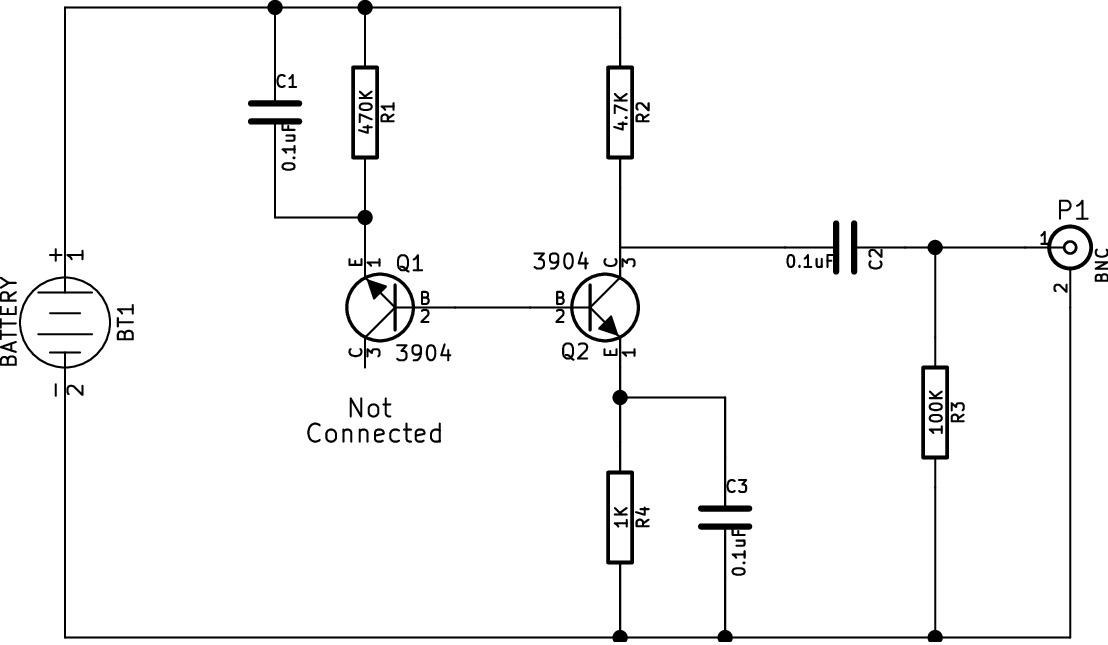 C1
0.1uF
470K
R1
4.7K
R2
P1
1
BNC
2
0.1uF
C2
+
1
BATTERY
BT1
−
2
E
1
Q1
B
2
C
3
3904
3904
C
3
B
2
Q2
E
1
Not
Connected
100K
R3
1K
R4
C3
0.1uF